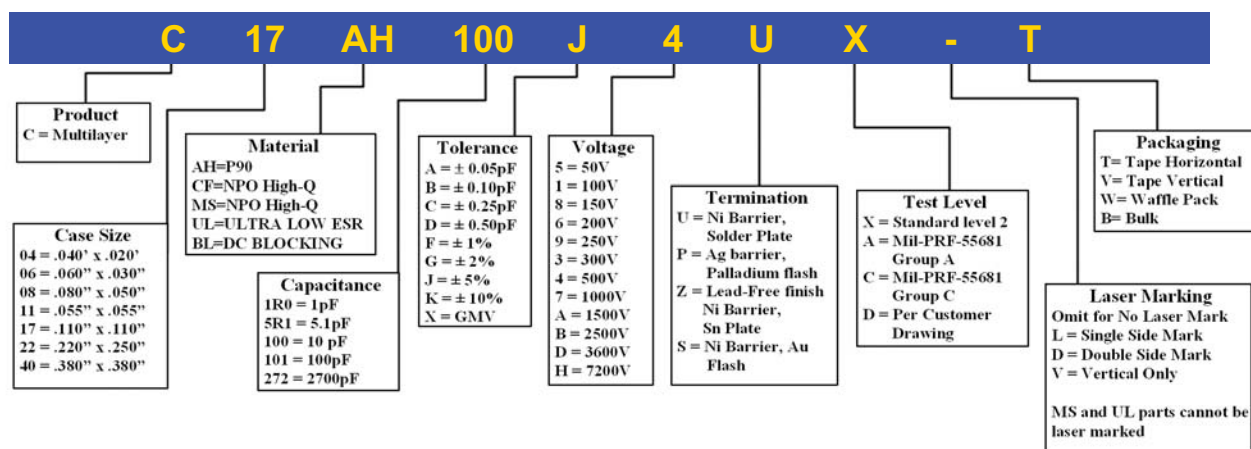 C 17 AH 100 J 4 U X - T
Product
C = Multilayer
Case Size
04 = .040' x .020'
06 = .060” x .030”
08 = .080” x .050”
11 = .055” x .055”
17 = .110” x .110”
22 = .220” x .250”
40 = .380” x .380”
Material
AH=P90
CF=NPO High-Q
MS=NPO High-Q
UL=ULTRA LOW ESR
BL=DC BLOCKING
Capacitance
1R0 = 1pF
5R1 = 5.1pF
100 = 10 pF
101 = 100pF
272 = 2700pF
Tolerance
A = ± 0.05pF
B = ± 0.10pF
C = ± 0.25pF
D = ± 0.50pF
F = ± 1%
G = ± 2%
J = ± 5%
K = ± 10%
X = GMV
Voltage
5 = 50V
1 = 100V
8 = 150V
6 = 200V
9 = 250V
3 = 300V
4 = 500V
7 = 1000V
A = 1500V
B = 2500V
D = 3600V
H = 7200V
Termination
U = Ni Barrier,
Solder Plate
P = Ag barrier,
Palladium flash
Z = Lead-Free finish
Ni Barrier,
Sn Plate
S = Ni Barrier, Au
Flash
Test Level
X = Standard level 2
A = Mil-PRF-55681
Group A
C = Mil-PRF-55681
Group C
D = Per Customer
Drawing
Laser Marking
Omit for No Laser Mark
L = Single Side Mark
D = Double Side Mark
V = Vertical Only
MS and UL parts cannot be
laser marked
Packaging
T= Tape Horizontal
V= Tape Vertical
W= Waffle Pack
B= Bulk